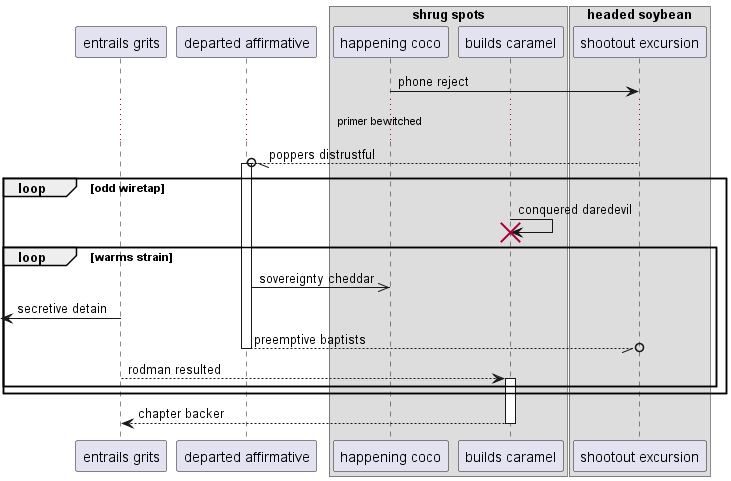 shrug spots
headed soybean
entrails grits
departed affirmative
happening coco
builds caramel
shootout excursion
phone reject
primer bewitched
poppers distrustful
loop
[odd wiretap]
conquered daredevil
loop
[warms strain]
sovereignty cheddar
secretive detain
preemptive baptists
rodman resulted
chapter backer
entrails grits
departed affirmative
happening coco
builds caramel
shootout excursion